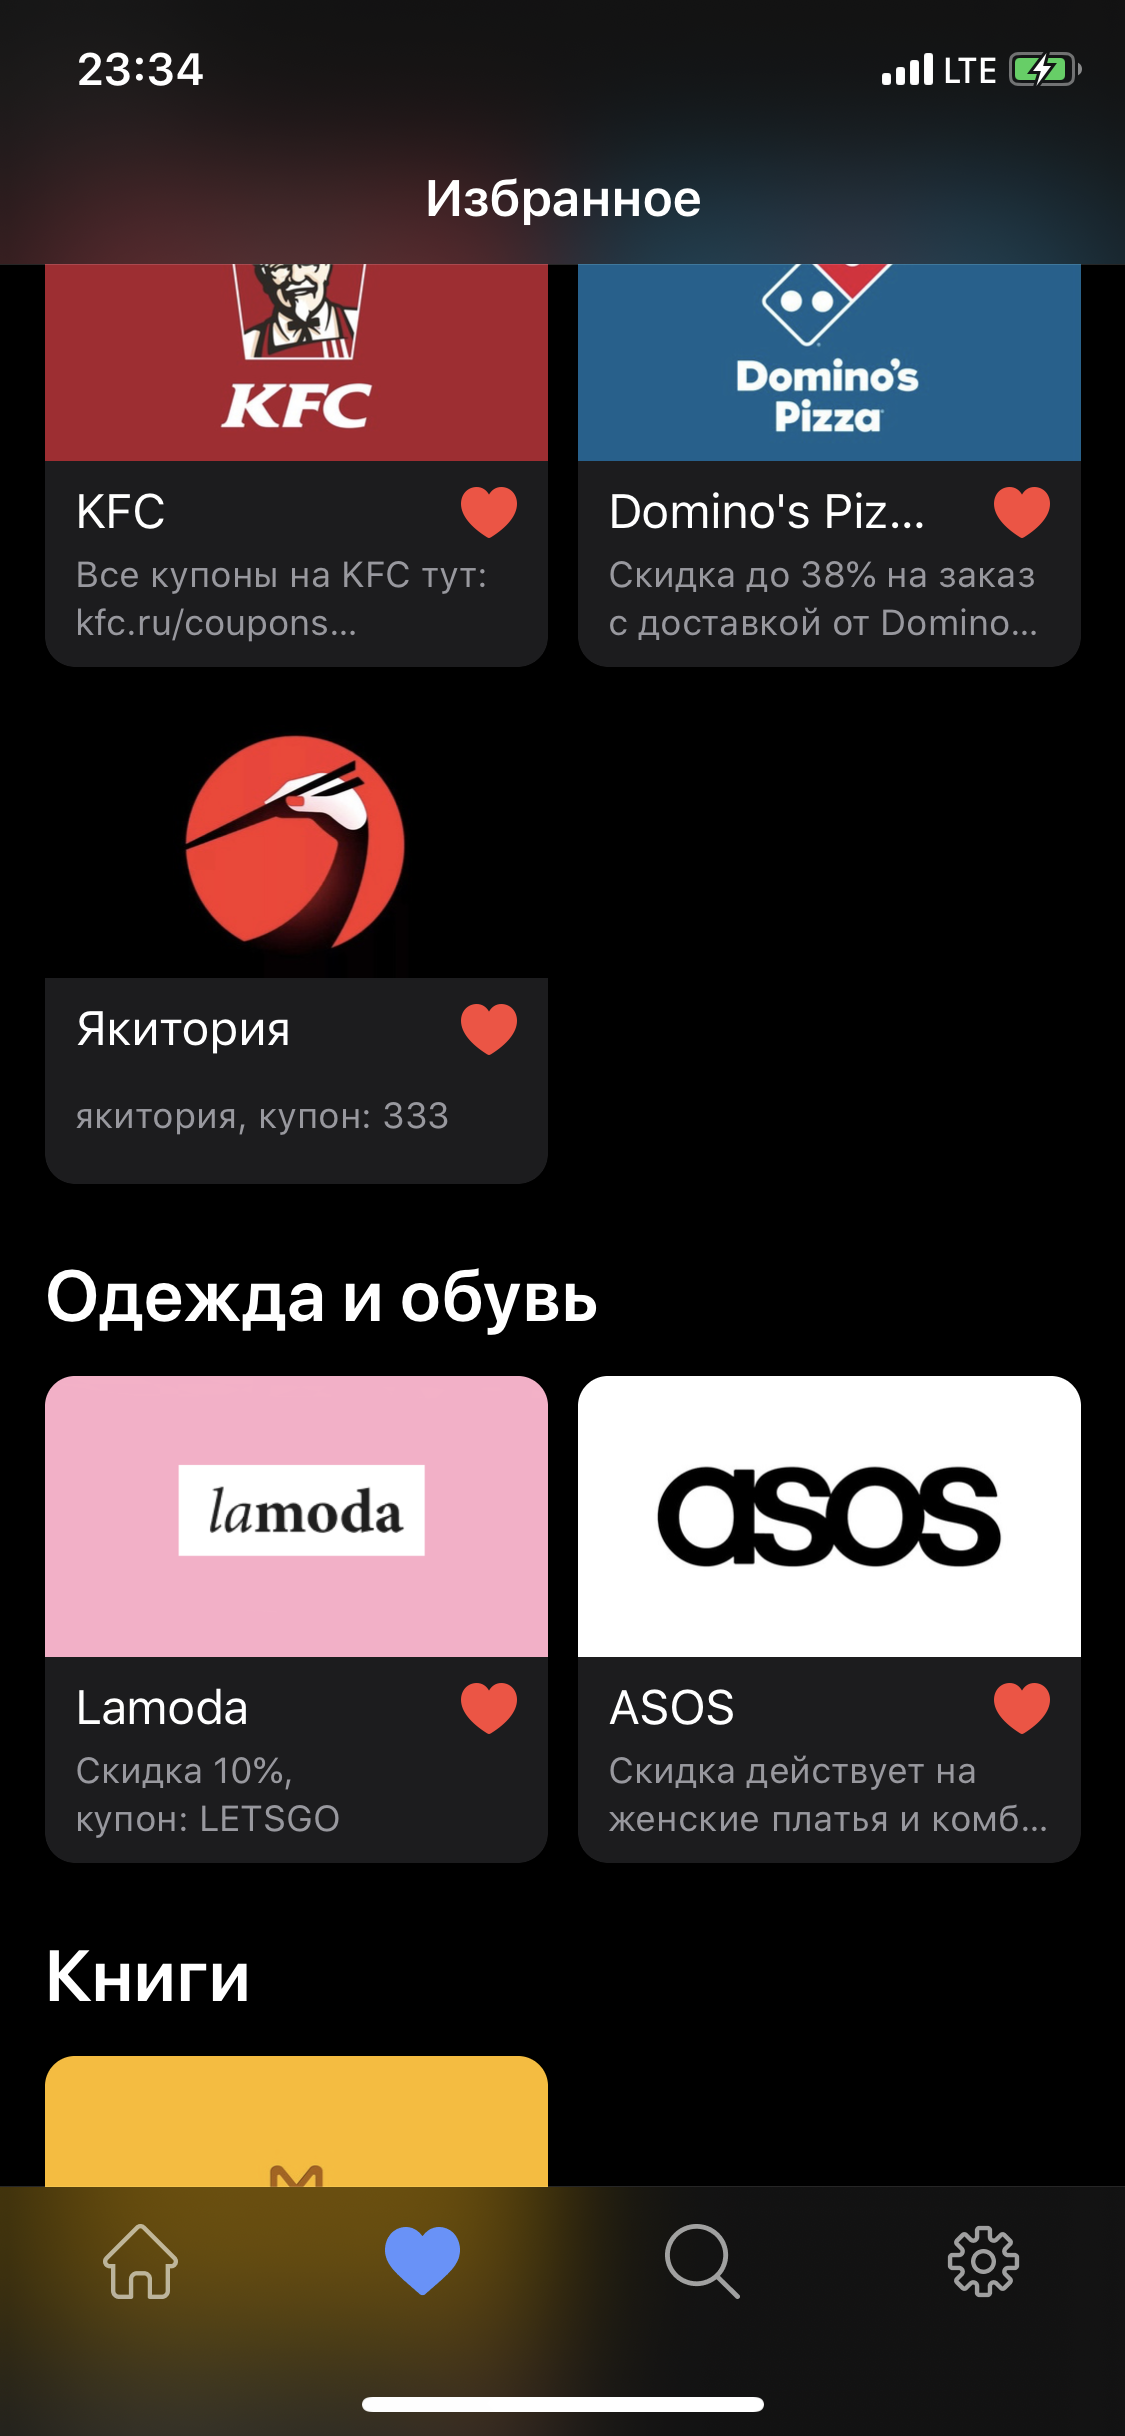 23:34
LTE
Избранное
KFC
Domino's
Pizza
KFC
Domino's Piz...
Все купоны на KFC тут:
kfc.ru/coupons...
Скидка до 38% на заказ
с доставкой от Domino...
Якитория
якитория, купон: 333
Одежда и обувь
lamoda
asos
Lamoda
ASOS
Скидка 10%,
купон: LETSGO
Скидка действует на
женские платья и комб...
Книги